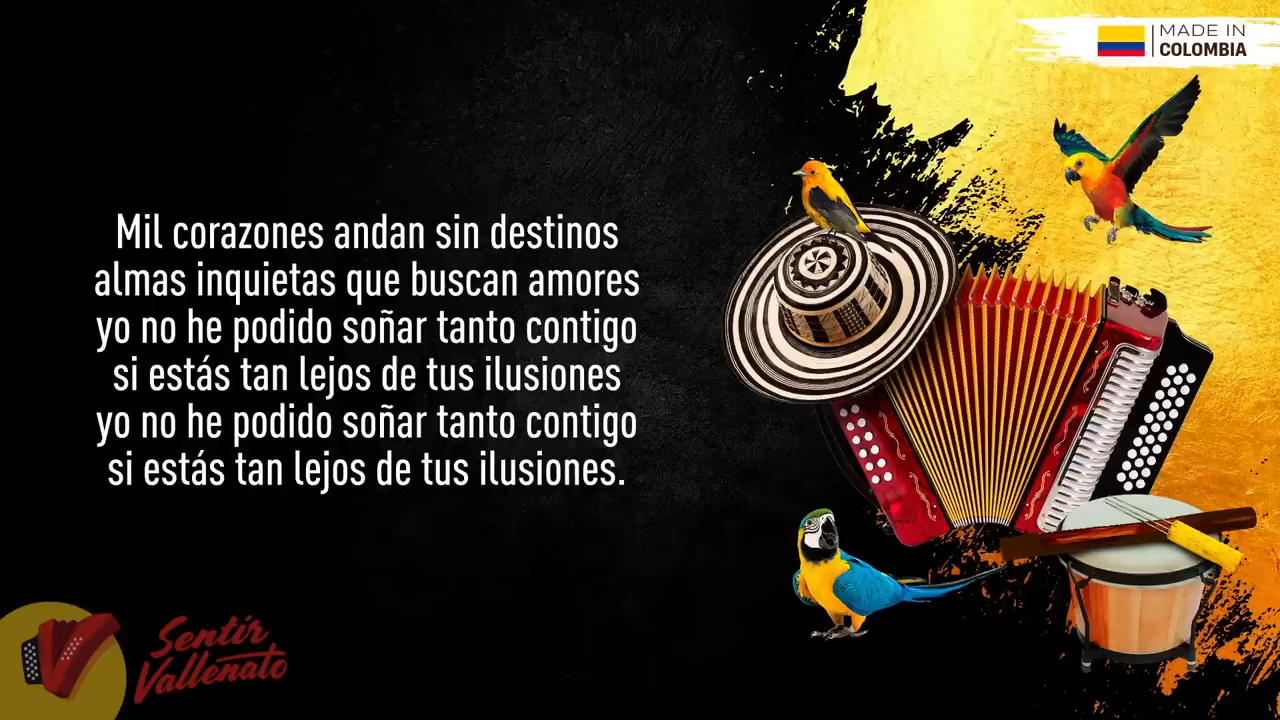 MADE IN
COLOMBIA
Mil corazones andan sin destinos
almas inquietas que buscan amores
yo no he podido soñar tanto contigo
si estás tan lejos de tus ilusiones
yo no he podido soñar tanto contigo
si estás tan lejos de tus ilusiones.
Sentir
Vallenato